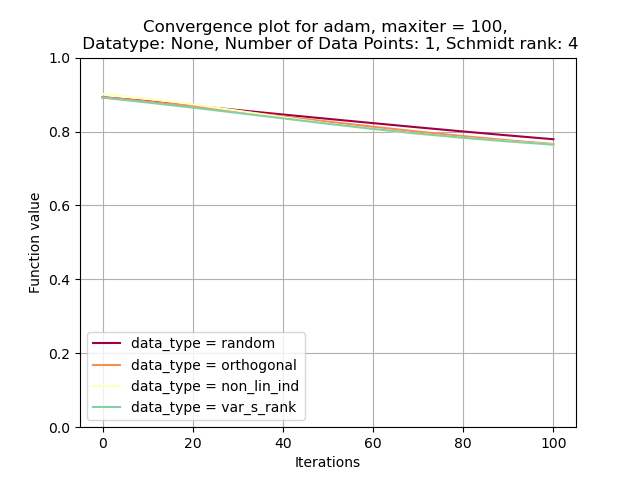 Convergence plot for adam, maxiter = 100,
Datatype: None, Number of Data Points: 1, Schmidt rank: 4
1.0
0.8
0.6
0.4
0.2
0.0
Function value
data_type = random
data_type = orthogonal
data_type = non_lin_ind
data_type = var_s_rank
0 20 40 60 80 100
Iterations